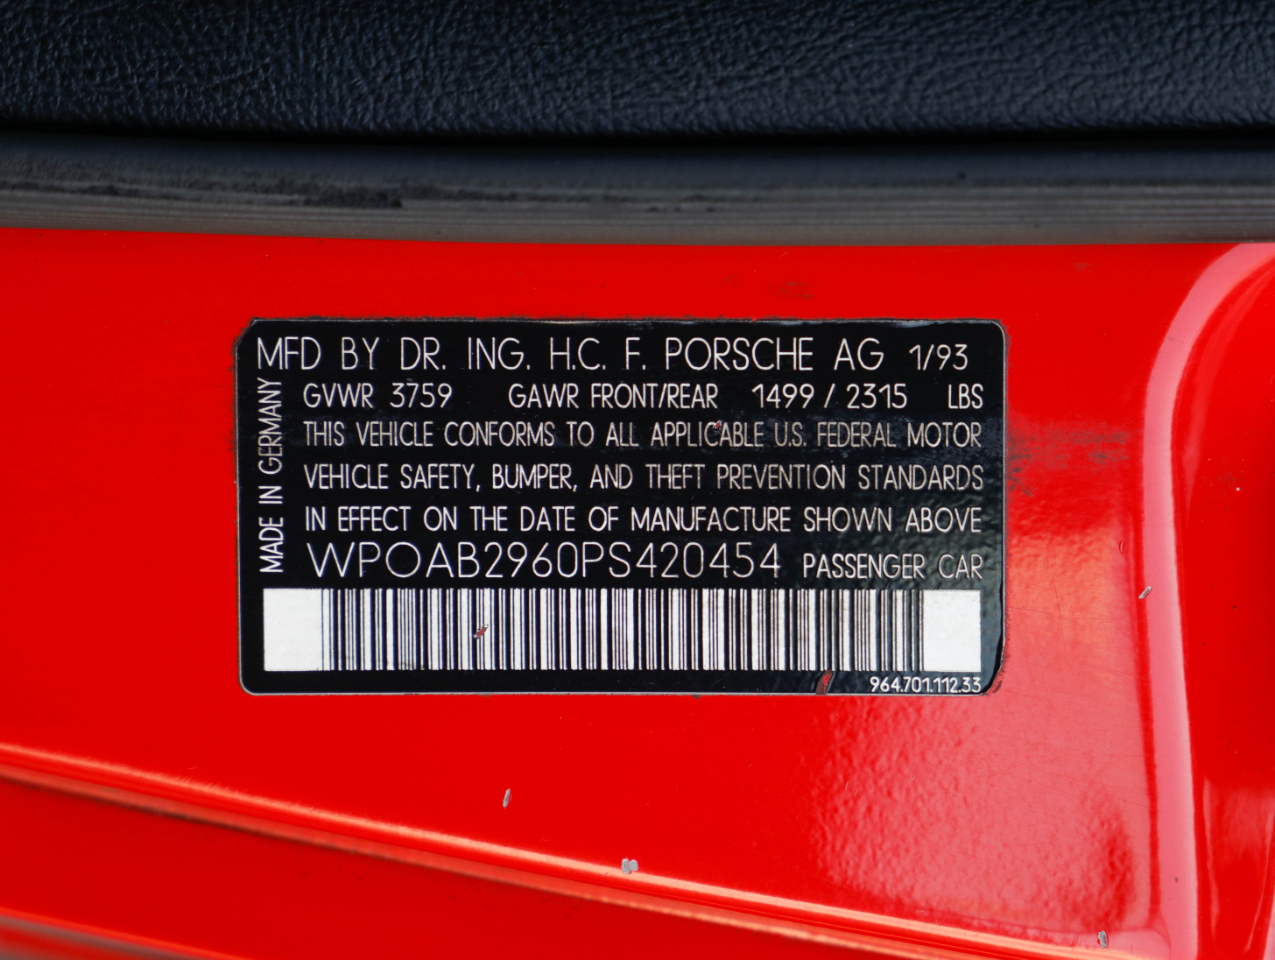 MFD BY DR. ING. H.C. F. PORSCHE AG 1/93
GVWR 3759 GAWR FRONT/REAR 1499 / 2315 LBS
THIS VEHICLE CONFORMS TO ALL APPLICABLE U.S. FEDERAL MOTOR
VEHICLE SAFETY, BUMPER, AND THEFT PREVENTION STANDARDS
IN EFFECT ON THE DATE OF MANUFACTURE SHOWN ABOVE
WP0AB2960PS420454 PASSENGER CAR
MADE IN GERMANY
964.701.112.33